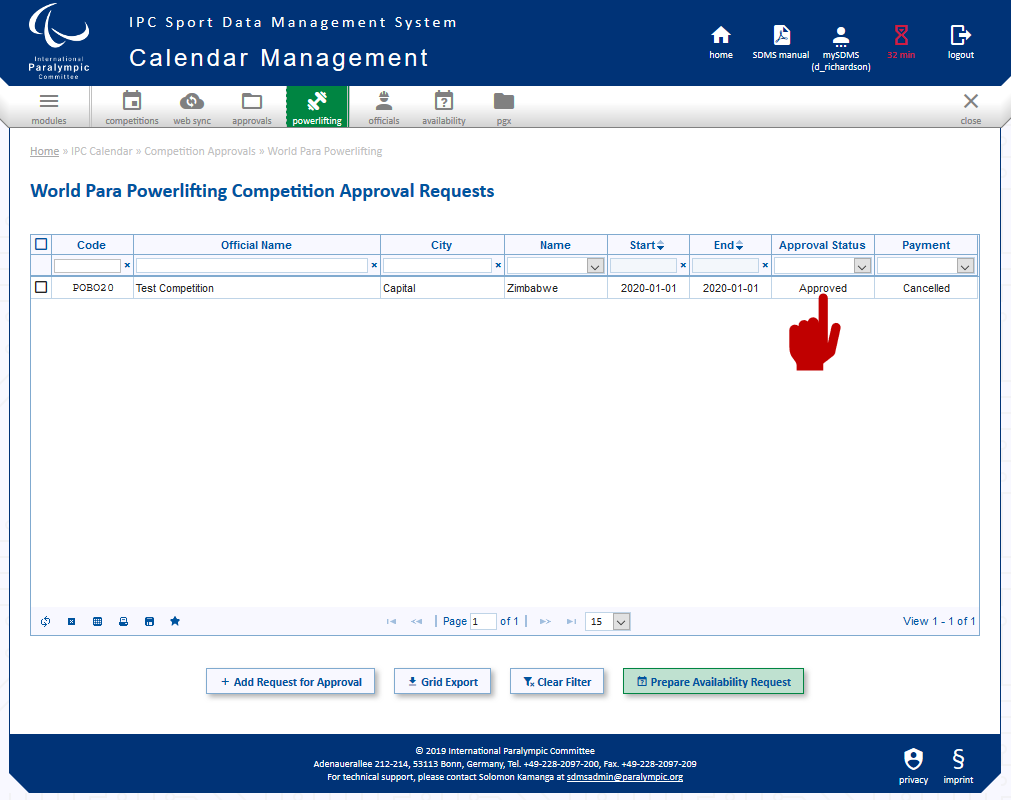 IPC Sport Data Management System
Calendar Management
International
Paralympic
Committee
home
SDMS manual
mySDMS
(d_richardson)
32 min
logout
modules
competitions
web sync
approvals
powerlifting
officials
availability
pgx
close
Home » IPC Calendar » Competition Approvals » World Para Powerlifting
World Para Powerlifting Competition Approval Requests
Code Official Name City Name Start End Approval Status Payment
× × × × ×
POBO20 Test Competition Capital Zimbabwe 2020-01-01 2020-01-01 Approved Cancelled
Page 1 of 1 15 View 1 - 1 of 1
+ Add Request for Approval
Grid Export
Clear Filter
Prepare Availability Request
© 2019 International Paralympic Committee
Adenauerallee 212-214, 53113 Bonn, Germany, Tel. +49-228-2097-200, Fax. +49-228-2097-209
For technical support, please contact Solomon Kamanga at sdmsadmin@paralympic.org
privacy
§
imprint